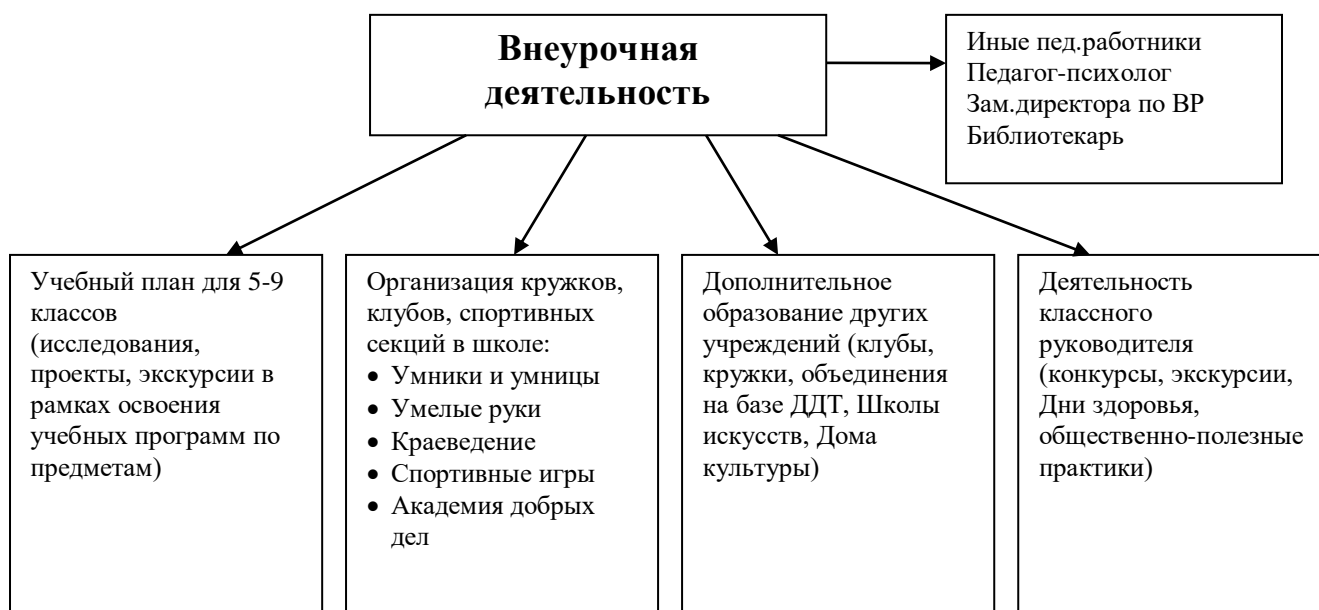 Внеурочная
деятельность
Иные пед.работники
Педагог-психолог
Зам.директора по ВР
Библиотекарь
Учебный план для 5-9
классов
(исследования,
проекты, экскурсии в
рамках освоения
учебных программ по
предметам)
Организация кружков,
клубов, спортивных
секций в школе:
• Умники и умницы
• Умелые руки
• Краеведение
• Спортивные игры
• Академия добрых
дел
Дополнительное
образование других
учреждений (клубы,
кружки, объединения
на базе ДДТ, Школы
искусств, Дома
культуры)
Деятельность
классного
руководителя
(конкурсы, экскурсии,
Дни здоровья,
общественно-полезные
практики)